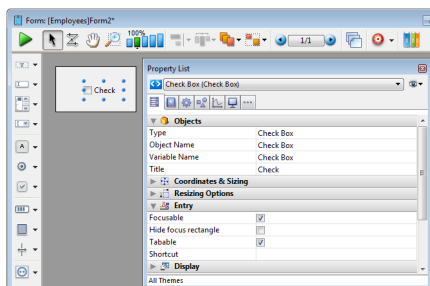 Form: [Employees]Form2*
100%
1/1
Property List
Check
Check Box (Check Box)
Objects
Type Check Box
Object Name Check Box
Variable Name Check Box
Title Check
Coordinates & Sizing
Resizing Options
Entry
Focusable
Hide focus rectangle
Tabable
Shortcut
Display
All Themes